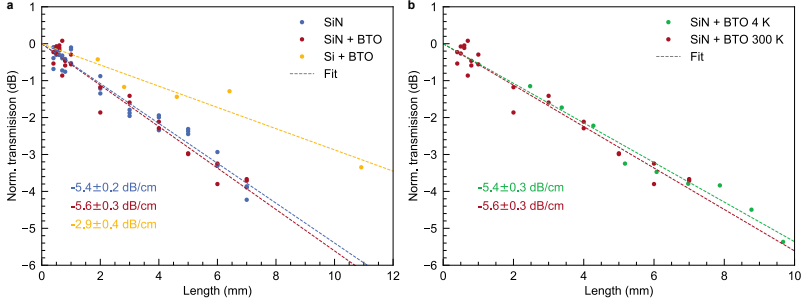 a
1
0
−1
−2
−3
−4
−5
−6
Norm. transmisison (dB)
SiN
SiN + BTO
Si + BTO
Fit
-5.4±0.2 dB/cm
-5.6±0.3 dB/cm
-2.9±0.4 dB/cm
0 2 4 6 8 10 12
Length (mm)
b
1
0
−1
−2
−3
−4
−5
−6
Norm. transmission (dB)
SiN + BTO 4 K
SiN + BTO 300 K
Fit
-5.4±0.3 dB/cm
-5.6±0.3 dB/cm
0 2 4 6 8 10
Length (mm)